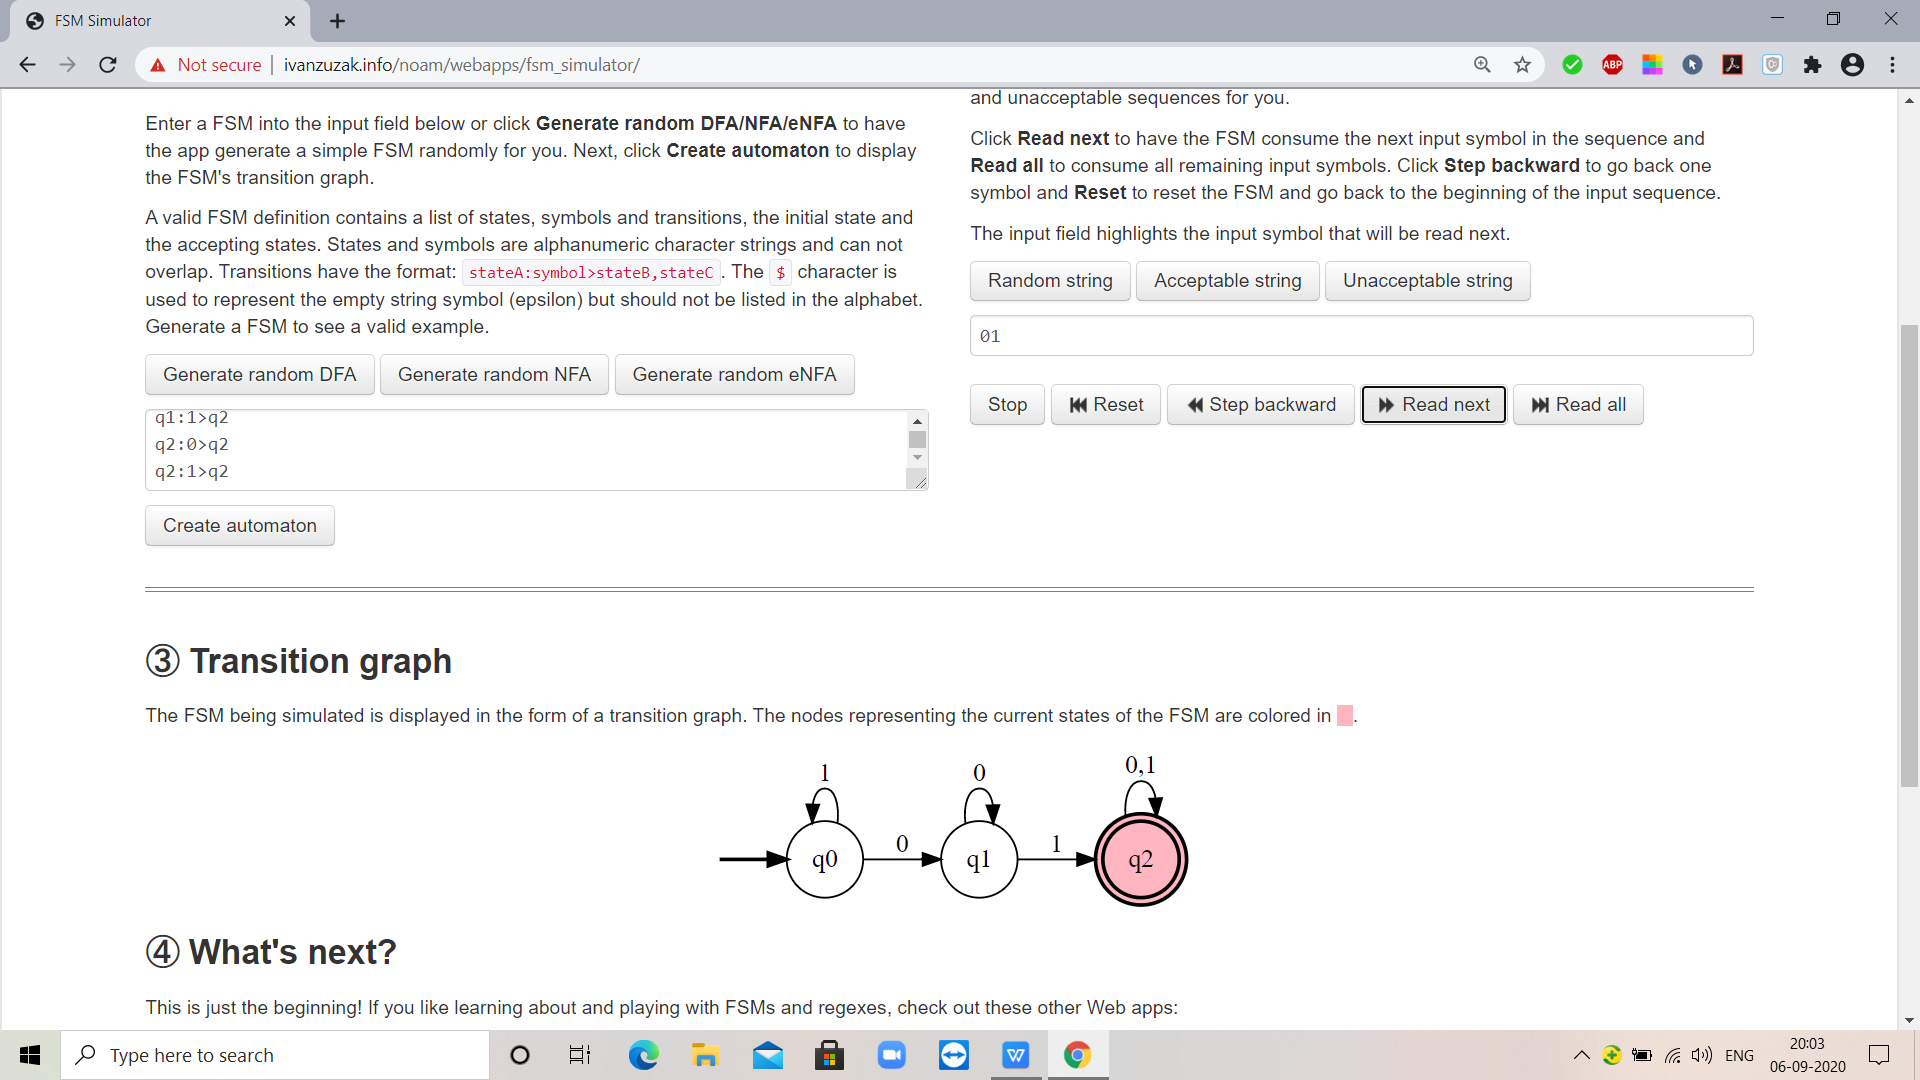 FSM Simulator
Not secure | ivanzuzak.info/noam/webapps/fsm_simulator/
ABP
Enter a FSM into the input field below or click Generate random DFA/NFA/eNFA to have
the app generate a simple FSM randomly for you. Next, click Create automaton to display
the FSM's transition graph.
A valid FSM definition contains a list of states, symbols and transitions, the initial state and
the accepting states. States and symbols are alphanumeric character strings and can not
overlap. Transitions have the format: stateA:symbol>stateB,stateC. The $ character is
used to represent the empty string symbol (epsilon) but should not be listed in the alphabet.
Generate a FSM to see a valid example.
Generate random DFA Generate random NFA Generate random eNFA
q1:1>q2
q2:0>q2
q2:1>q2
Create automaton
and unacceptable sequences for you.
Click Read next to have the FSM consume the next input symbol in the sequence and
Read all to consume all remaining input symbols. Click Step backward to go back one
symbol and Reset to reset the FSM and go back to the beginning of the input sequence.
The input field highlights the input symbol that will be read next.
Random string Acceptable string Unacceptable string
01
Stop Reset Step backward Read next Read all
③ Transition graph
The FSM being simulated is displayed in the form of a transition graph. The nodes representing the current states of the FSM are colored in .
1 0 0,1
q0 0 q1 1 q2
④ What's next?
This is just the beginning! If you like learning about and playing with FSMs and regexes, check out these other Web apps:
Type here to search
W
ENG
20:03
06-09-2020